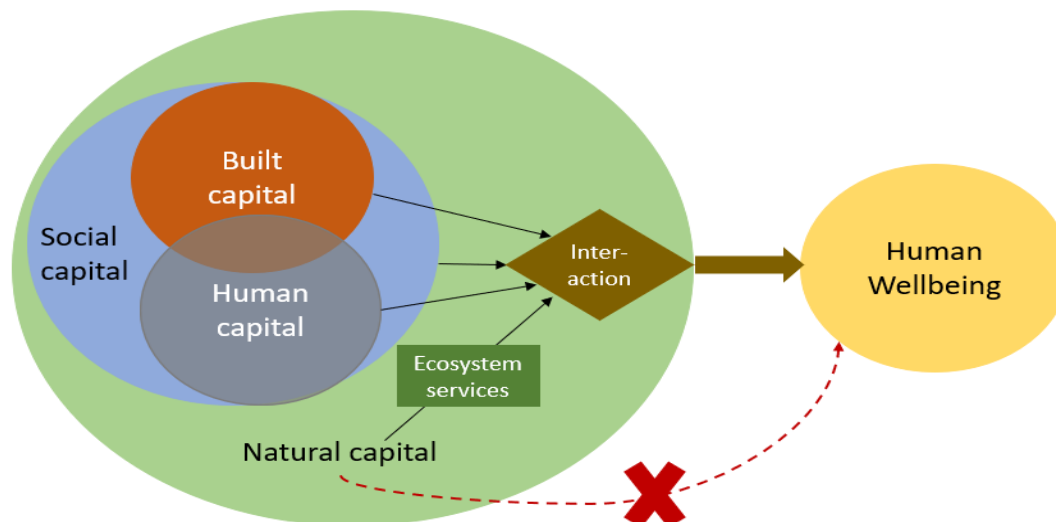 Built
capital
Social
capital
Human
capital
Inter-
action
Human
Wellbeing
Ecosystem
services
Natural capital